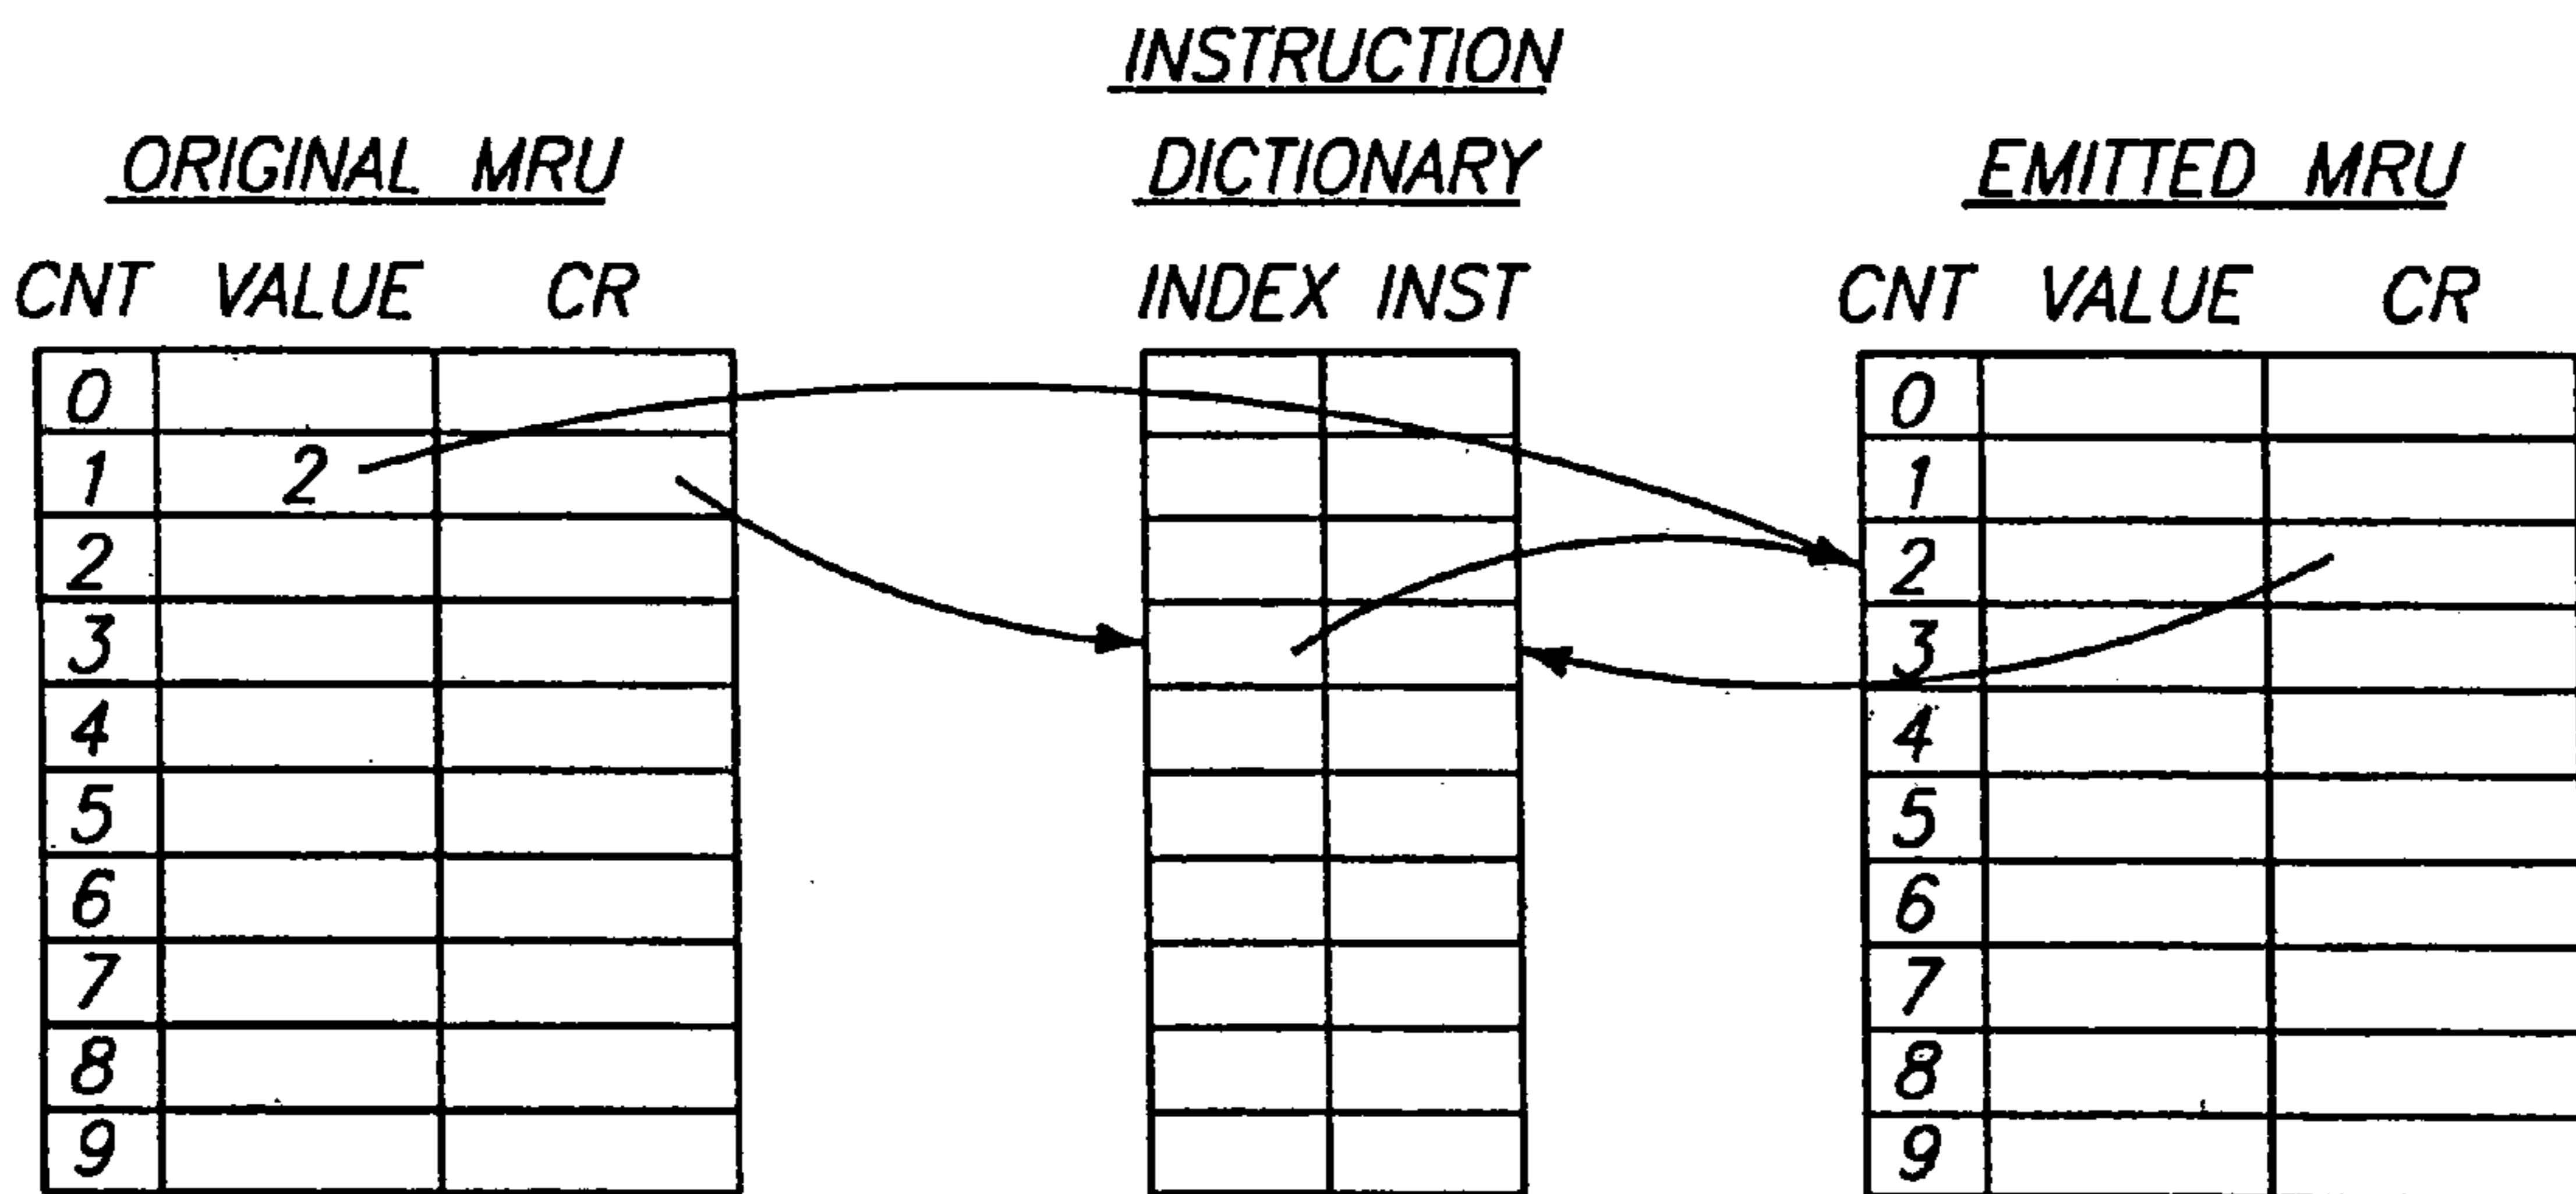 INSTRUCTION
ORIGINAL MRU DICTIONARY EMITTED MRU
CNT VALUE CR INDEX INST CNT VALUE CR
0 0
1 2 1
2 2
3 3
4 4
5 5
6 6
7 7
8 8
9 9